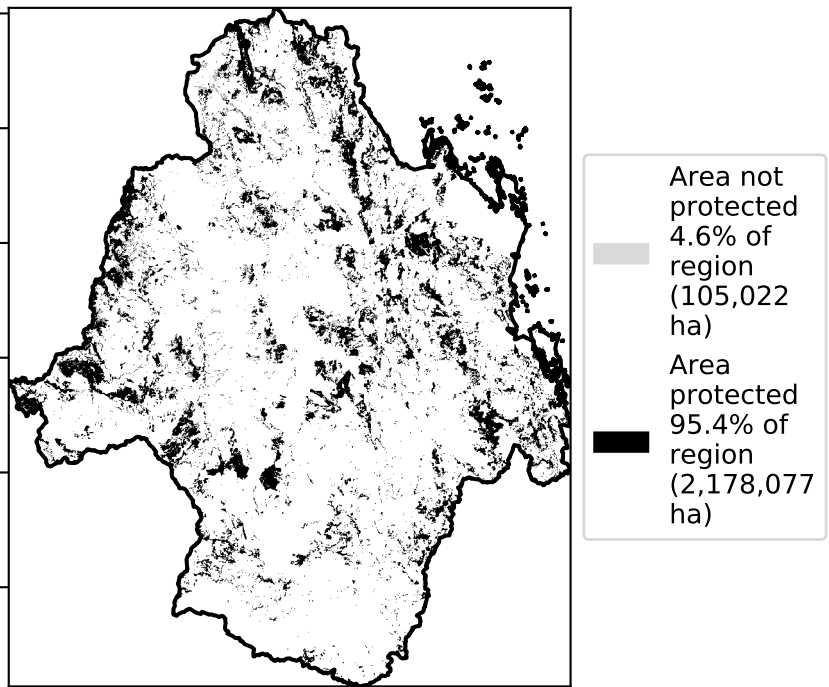 Area not
protected
4.6% of
region
(105,022
ha)
Area
protected
95.4% of
region
(2,178,077
ha)